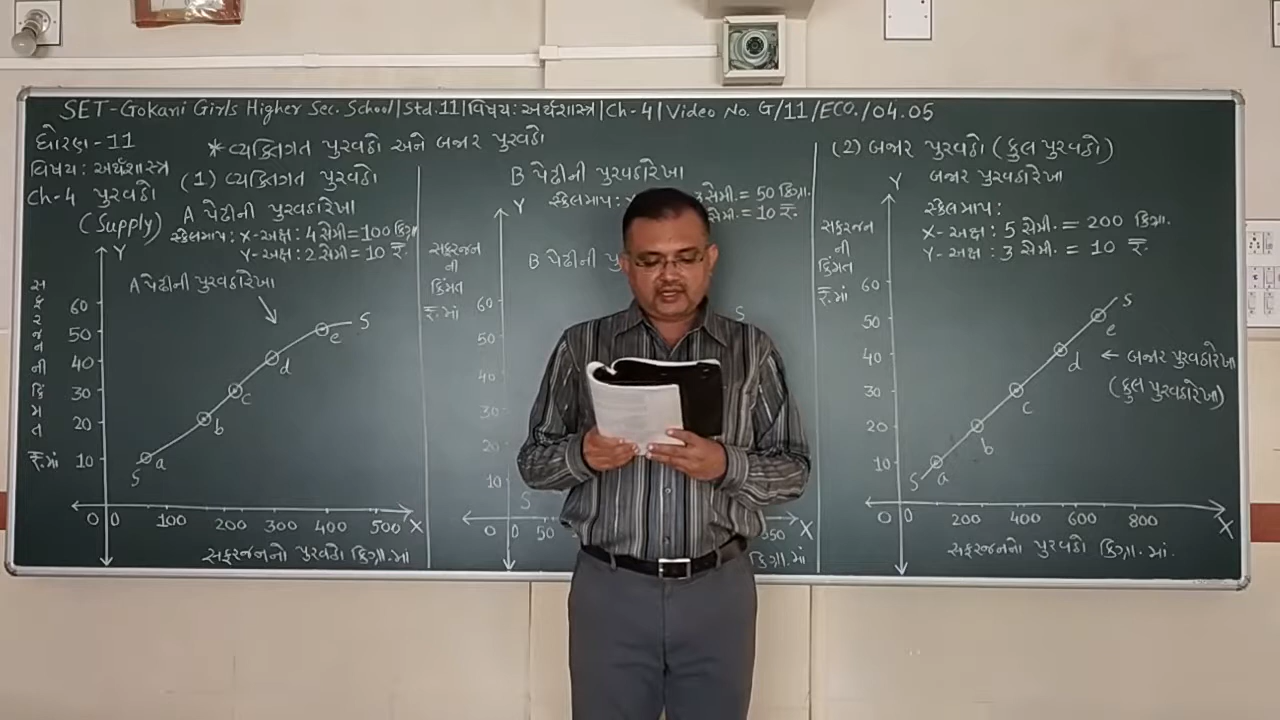 SET-Gokani Girls Higher Sec. School|Std.11|વિષય: અર્થશાસ્ત્ર|Ch-4|Video No. G/11/ECO./04.05
ધોરણ-11
વિષય: અર્થશાસ્ત્ર
Ch-4 પુરવઠો
(Supply)
* વ્યક્તિગત પુરવઠો અને બજાર પુરવઠો
(1) વ્યક્તિગત પુરવઠો
A પેઢીની પુરવઠારેખા
સ્કેલમાપ: x-અક્ષ: 4 સેમી = 100 કિગ્રા
Y-અક્ષ: 2 સેમી = 10 ₹.
A પેઢીની પુરવઠારેખા
Y
સફરજનની કિંમત ₹.માં
60
50
40
30
20
10
S a b c d e S
O 0 100 200 300 400 500 X
સફરજનનો પુરવઠો કિગ્રા.માં
B પેઢીની પુરવઠારેખા
સ્કેલમાપ:
સેમી. = 50 કિગ્રા.
સેમી. = 10 ₹.
Y
B પેઢીની
સફરજન
ની
કિંમત
₹.માં
60
50
40
30
20
10
S
S
O 0 50
X
કિગ્રા.માં
(2) બજાર પુરવઠો (કુલ પુરવઠો)
બજાર પુરવઠારેખા
Y
સ્કેલમાપ:
X-અક્ષ: 5 સેમી. = 200 કિગ્રા.
Y-અક્ષ: 3 સેમી. = 10 ₹.
સફરજન
ની
કિંમત
₹.માં
60
50
40
30
20
10
S a b c d e S
← બજાર પુરવઠારેખા
(કુલ પુરવઠારેખા)
O 0 200 400 600 800 X
સફરજનનો પુરવઠો કિગ્રા.માં.